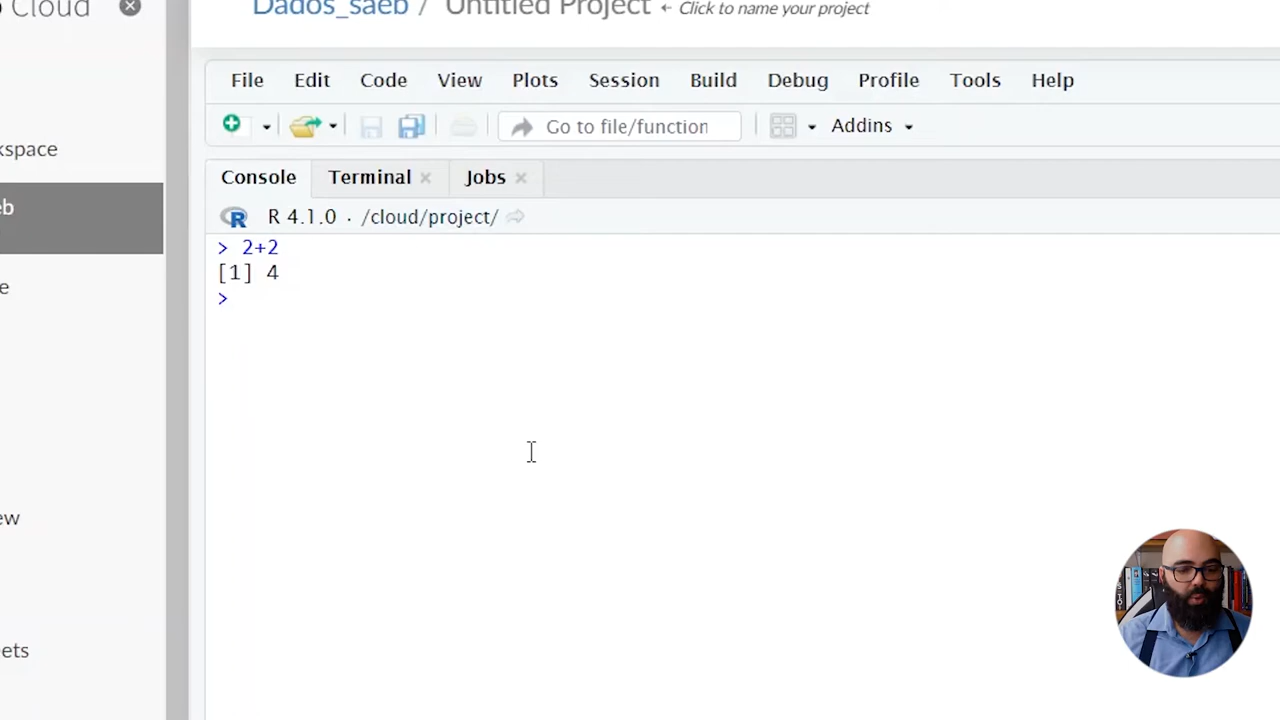 Cloud
Dados_saeb / Untitled Project ← Click to name your project
File Edit Code View Plots Session Build Debug Profile Tools Help
Go to file/function Addins
kspace
Console Terminal × Jobs ×
eb
R R 4.1.0 · /cloud/project/
> 2+2
[1] 4
>
e
ew
eets